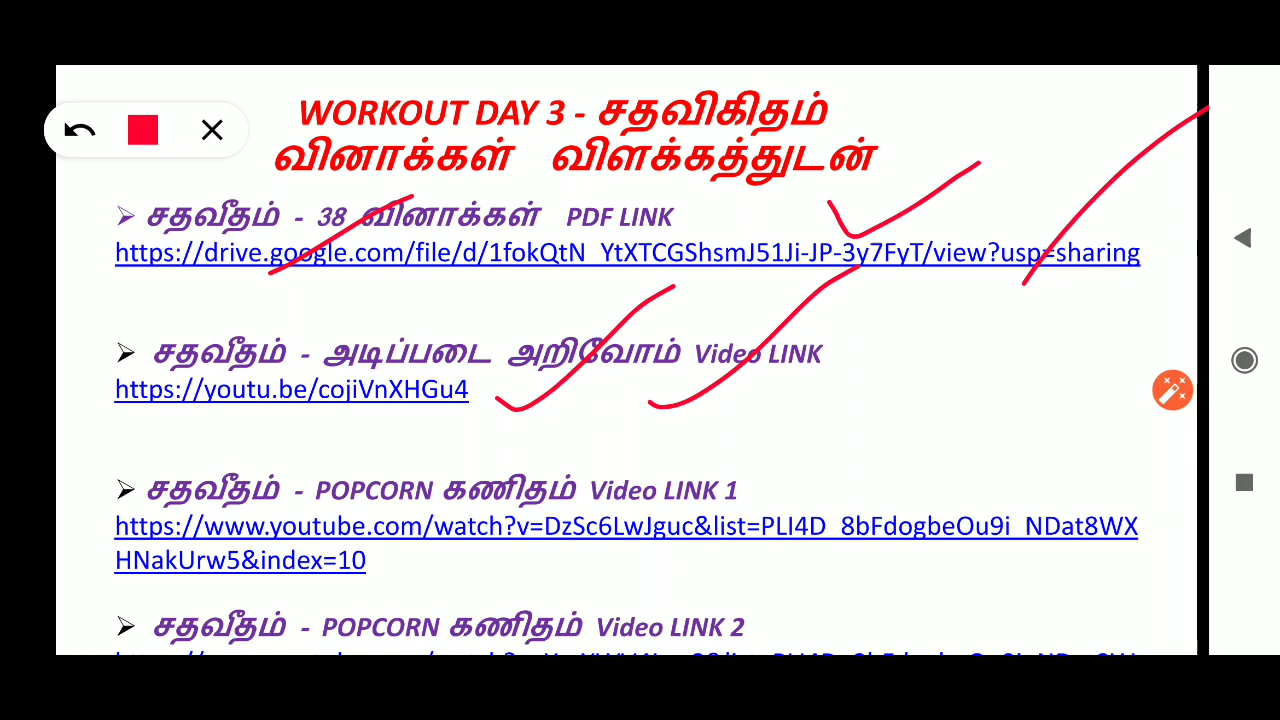 WORKOUT DAY 3 - சதவிகிதம்
வினாக்கள் விளக்கத்துடன்
➢ சதவீதம் - 38 வினாக்கள் PDF LINK
https://drive.google.com/file/d/1fokQtN_YtXTCGShsmJ51Ji-JP-3y7FyT/view?usp=sharing
➢ சதவீதம் - அடிப்படை அறிவோம் Video LINK
https://youtu.be/cojiVnXHGu4
➢ சதவீதம் - POPCORN கணிதம் Video LINK 1
https://www.youtube.com/watch?v=DzSc6LwJguc&list=PLI4D_8bFdogbeOu9i_NDat8WX
HNakUrw5&index=10
➢ சதவீதம் - POPCORN கணிதம் Video LINK 2